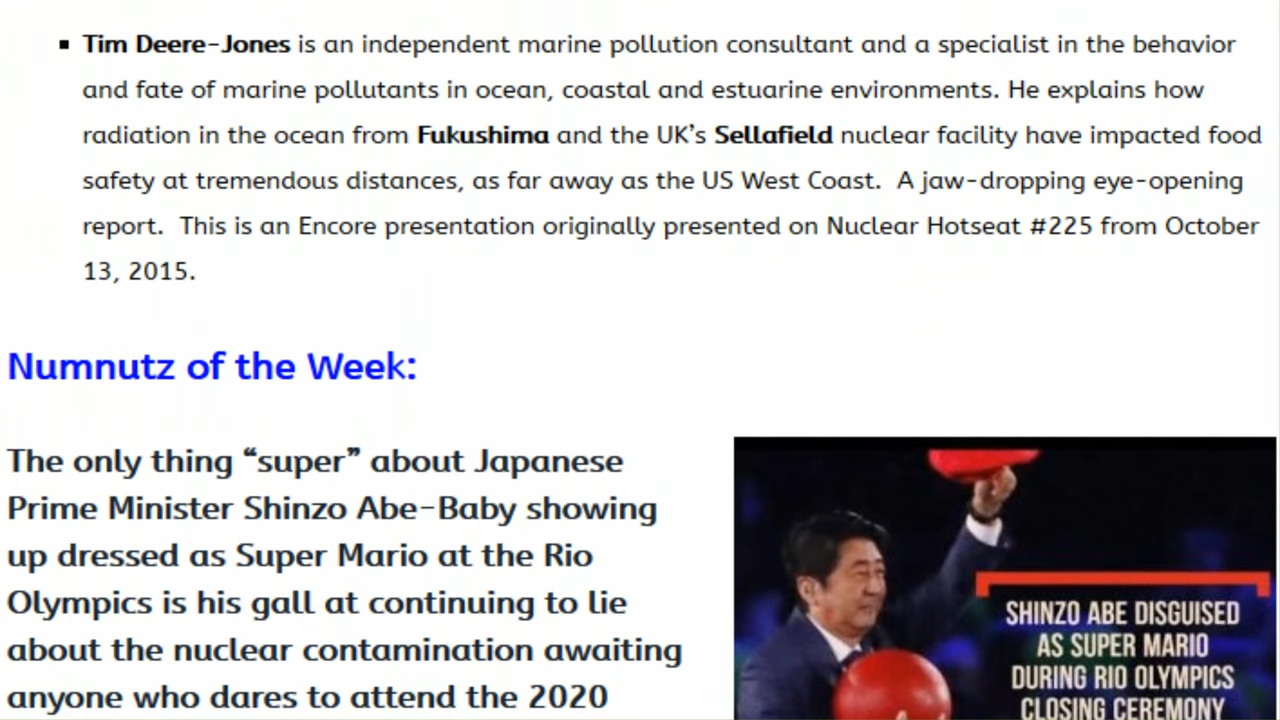 Tim Deere-Jones is an independent marine pollution consultant and a specialist in the behavior
and fate of marine pollutants in ocean, coastal and estuarine environments. He explains how
radiation in the ocean from Fukushima and the UK’s Sellafield nuclear facility have impacted food
safety at tremendous distances, as far away as the US West Coast.  A jaw-dropping eye-opening
report.  This is an Encore presentation originally presented on Nuclear Hotseat #225 from October
13, 2015.
Numnutz of the Week:
The only thing “super” about Japanese
Prime Minister Shinzo Abe-Baby showing
up dressed as Super Mario at the Rio
Olympics is his gall at continuing to lie
about the nuclear contamination awaiting
anyone who dares to attend the 2020
SHINZO ABE DISGUISED
AS SUPER MARIO
DURING RIO OLYMPICS
CLOSING CEREMONY